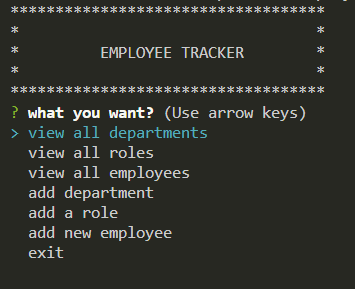 ***********************************
*                                 *
*         EMPLOYEE TRACKER        *
*                                 *
***********************************
? what you want? (Use arrow keys)
> view all departments
  view all roles
  view all employees
  add department
  add a role
  add new employee
  exit